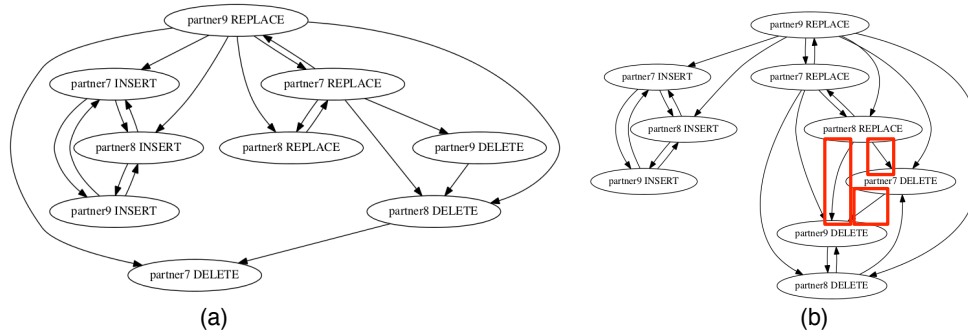 partner9 REPLACE
partner7 INSERT
partner7 REPLACE
partner8 INSERT
partner8 REPLACE
partner9 DELETE
partner9 INSERT
partner8 DELETE
partner7 DELETE
(a)
partner9 REPLACE
partner7 INSERT
partner7 REPLACE
partner8 INSERT
partner8 REPLACE
partner9 INSERT
partner7 DELETE
partner9 DELETE
partner8 DELETE
(b)